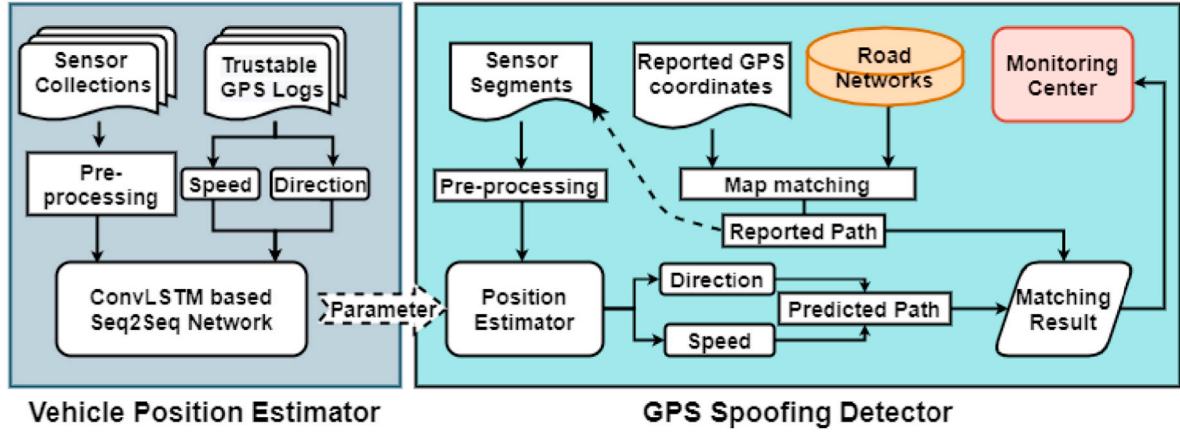 Sensor
Collections
Trustable
GPS Logs
Pre-
processing
Speed
Direction
ConvLSTM based
Seq2Seq Network
Parameter
Vehicle Position Estimator
Sensor
Segments
Reported GPS
coordinates
Road
Networks
Monitoring
Center
Pre-processing
Map matching
Reported Path
Position
Estimator
Direction
Speed
Predicted Path
Matching
Result
GPS Spoofing Detector